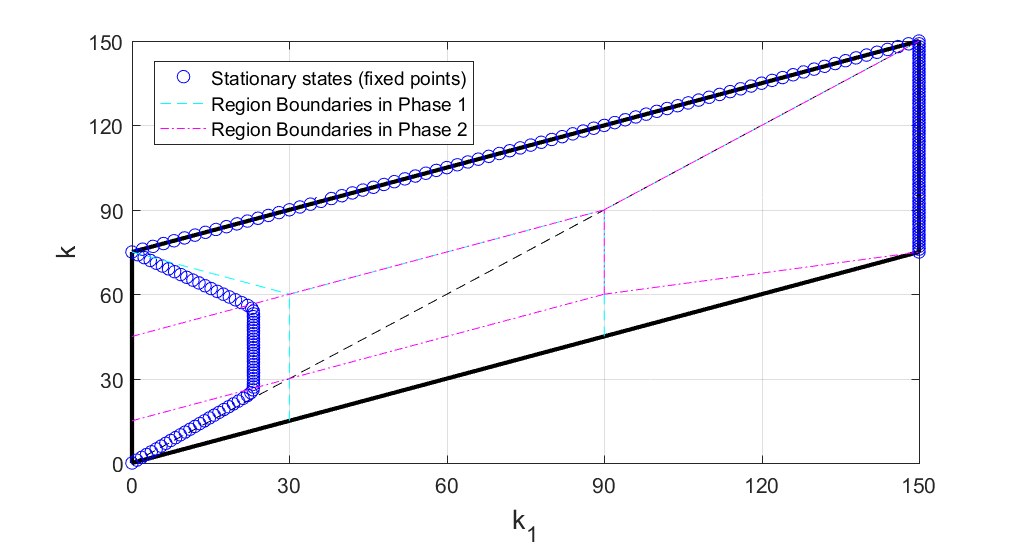 150
120
90
60
30
0
k
Stationary states (fixed points)
Region Boundaries in Phase 1
Region Boundaries in Phase 2
0 30 60 90 120 150
k₁